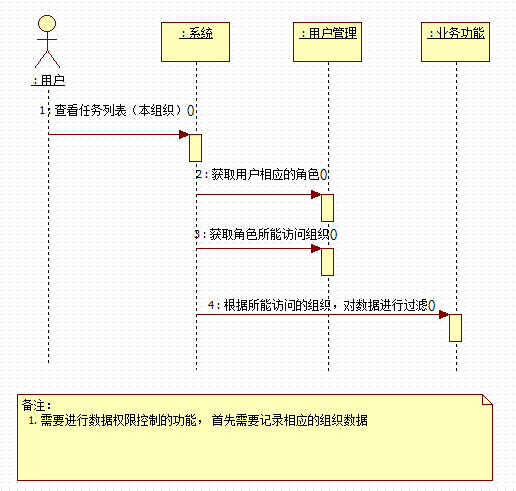 :系统
:用户管理
:业务功能
:用户
1:查看任务列表（本组织）()
2:获取用户相应的角色()
3:获取角色所能访问组织()
4:根据所能访问的组织，对数据进行过滤()
备注:
1. 需要进行数据权限控制的功能， 首先需要记录相应的组织数据